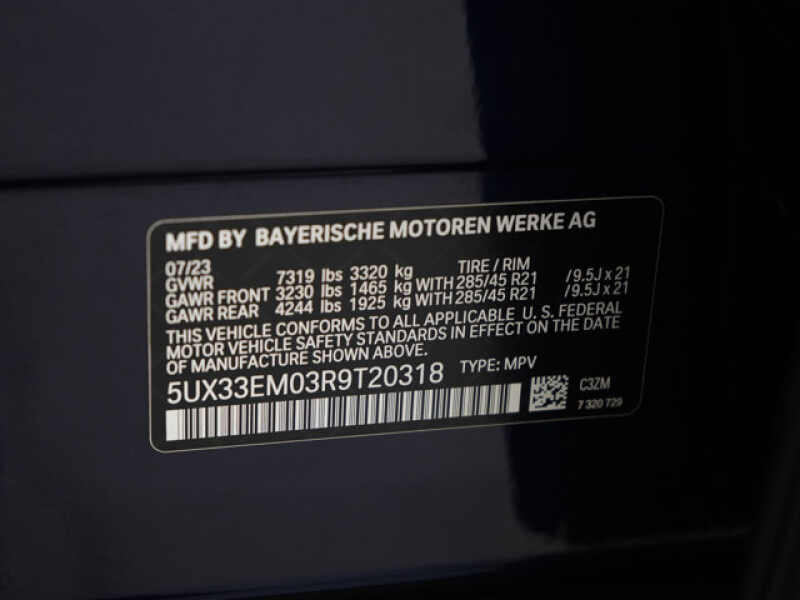 MFD BY BAYERISCHE MOTOREN WERKE AG
07/23 TIRE / RIM
GVWR 7319 lbs 3320 kg
GAWR FRONT 3230 lbs 1465 kg WITH 285/45 R21 /9.5J x 21
GAWR REAR 4244 lbs 1925 kg WITH 285/45 R21 /9.5J x 21
THIS VEHICLE CONFORMS TO ALL APPLICABLE U. S. FEDERAL
MOTOR VEHICLE SAFETY STANDARDS IN EFFECT ON THE DATE
OF MANUFACTURE SHOWN ABOVE.
5UX33EM03R9T20318 TYPE: MPV
C3ZM
7 320 729